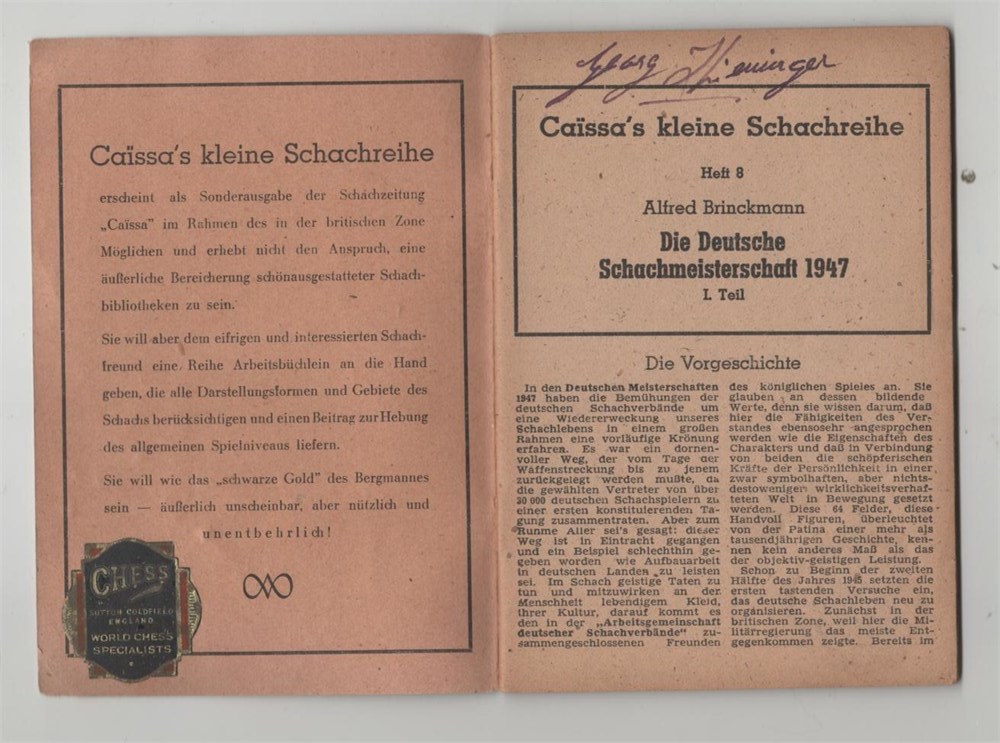 Caïssa's kleine Schachreihe
erscheint als Sonderausgabe der Schachzeitung
„Caïssa" im Rahmen des in der britischen Zone
Möglichen und erhebt nicht den Anspruch, eine
äußerliche Bereicherung schönausgestatteter Schach-
bibliotheken zu sein.
Sie will aber dem eifrigen und interessierten Schach-
freund eine Reihe Arbeitsbüchlein an die Hand
geben, die alle Darstellungsformen und Gebiete des
Schachs berücksichtigen und einen Beitrag zur Hebung
des allgemeinen Spielniveaus liefern.
Sie will wie das „schwarze Gold" des Bergmannes
sein — äußerlich unscheinbar, aber nützlich und
unentbehrlich!
CHESS
SUTTON COLDFIELD
ENGLAND
WORLD CHESS
SPECIALISTS
Georg
Caïssa's kleine Schachreihe
Heft 8
Alfred Brinckmann
Die Deutsche
Schachmeisterschaft 1947
I. Teil
Die Vorgeschichte
In den Deutschen Meisterschaften
1947 haben die Bemühungen der
deutschen Schachverbände um
eine Wiedererweckung unseres
Schachlebens in einem großen
Rahmen eine vorläufige Krönung
erfahren. Es war ein dornen-
voller Weg, der vom Tage der
Waffenstreckung bis zu jenem
zurückgelegt werden mußte, da
die gewählten Vertreter von über
30 000 deutschen Schachspielern zu
einer ersten konstituierenden Ta-
gung zusammentraten. Aber zum
Ruhme Aller sei's gesagt: dieser
Weg ist in Eintracht gegangen
und ein Beispiel schlechthin ge-
geben worden wie Aufbauarbeit
in deutschen Landen zu leisten
sei. Im Schach geistige Taten zu
tun und mitzuwirken an der
Menschheit lebendigem Kleid,
ihrer Kultur, darauf kommt es
den in der „Arbeitsgemeinschaft
deutscher Schachverbände" zu-
sammengeschlossenen Freunden
des königlichen Spieles an. Sie
glauben an dessen bildende
Werte, denn sie wissen darum, daß
hier die Fähigkeiten des Ver-
standes ebensosehr angesprochen
werden wie die Eigenschaften des
Charakters und daß in Verbindung
von beiden die schöpferischen
Kräfte der Persönlichkeit in einer
zwar symbolhaften, aber nichts-
destoweniger wirklichkeitsverhaf-
teten Welt in Bewegung gesetzt
werden. Diese 64 Felder, diese
Handvoll Figuren, überleuchtet
von der Patina einer mehr als
tausendjährigen Geschichte, ken-
nen kein anderes Maß als das
der objektiv-geistigen Leistung.
Schon zu Beginn der zweiten
Hälfte des Jahres 1945 setzten die
ersten tastenden Versuche ein,
das deutsche Schachleben neu zu
organisieren. Zunächst in der
britischen Zone, weil hier die Mi-
litärregierung das meiste Ent-
gegenkommen zeigte. Bereits im